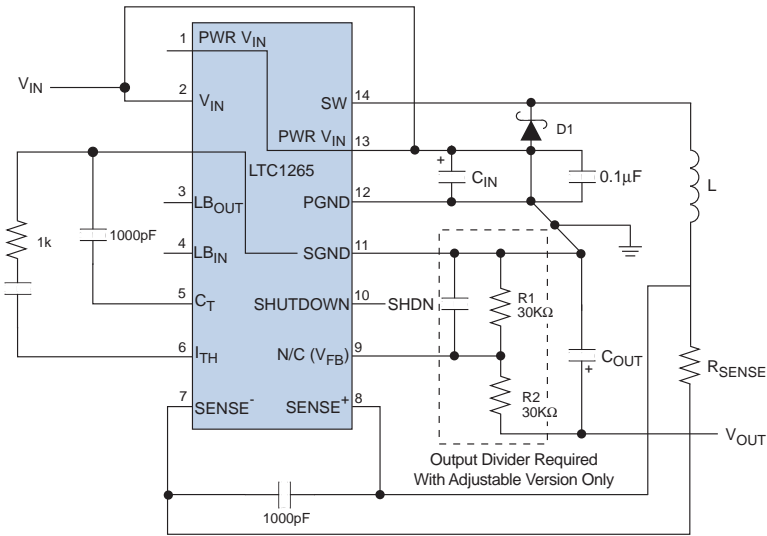 1 PWR VIN
VIN
2 VIN
SW 14
D1
PWR VIN 13
+
CIN
0.1µF
L
LTC1265
3 LBOUT
PGND 12
1k
1000pF
4 LBIN
SGND 11
5 CT
SHUTDOWN 10 SHDN
R1
30KΩ
6 ITH
N/C (VFB) 9
COUT
+
RSENSE
R2
30KΩ
7 SENSE-
SENSE+ 8
VOUT
Output Divider Required
With Adjustable Version Only
1000pF